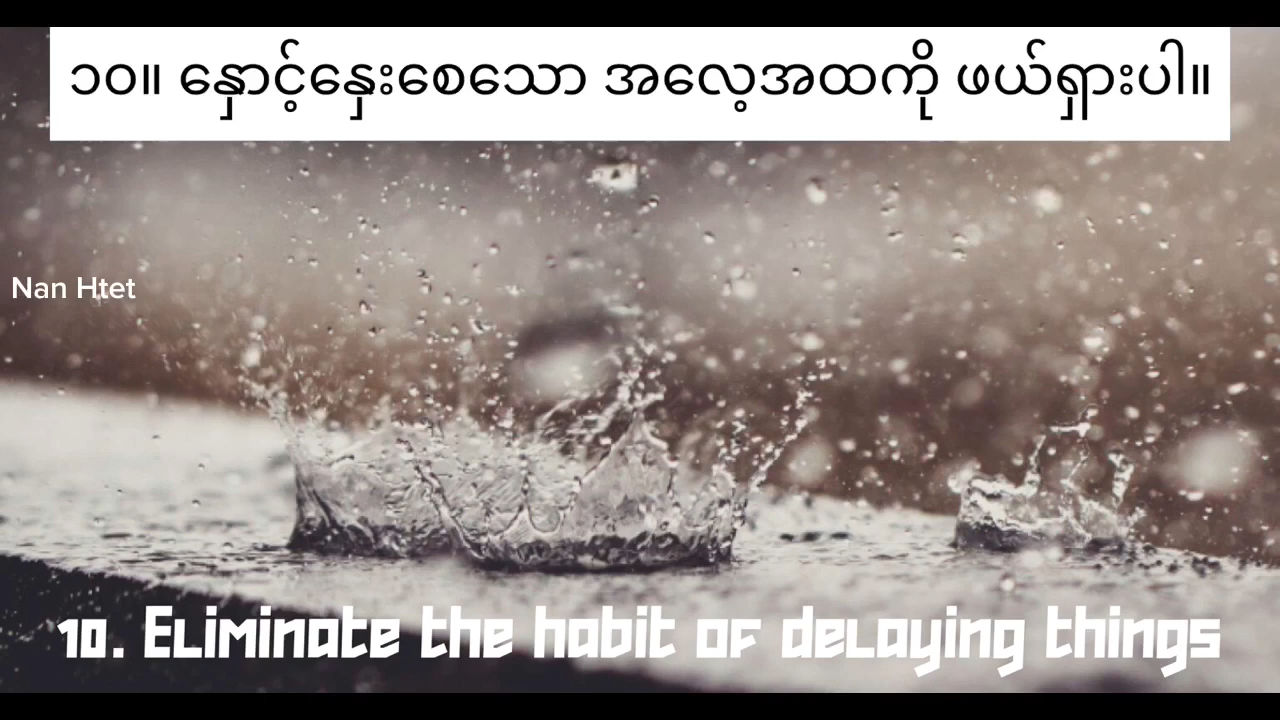 ၁၀။ နှောင့်နှေးစေသော အလေ့အထကို ဖယ်ရှားပါ။
Nan Htet
10. Eliminate the habit of delaying things